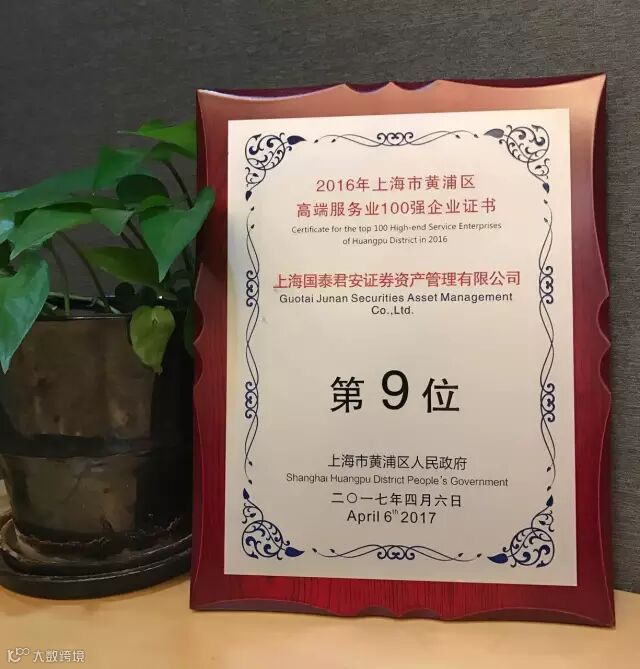 2016年上海市黄浦区
高端服务业100强企业证书
Certificate for the top 100 High-end Service Enterprises
of Huangpu District in 2016
上海国泰君安证券资产管理有限公司
Guotai Junan Securities Asset Management
Co.,Ltd.
第 9 位
上海市黄浦区人民政府
Shanghai Huangpu District People's Government
二〇一七年四月六日
April 6th 2017
大数跨境